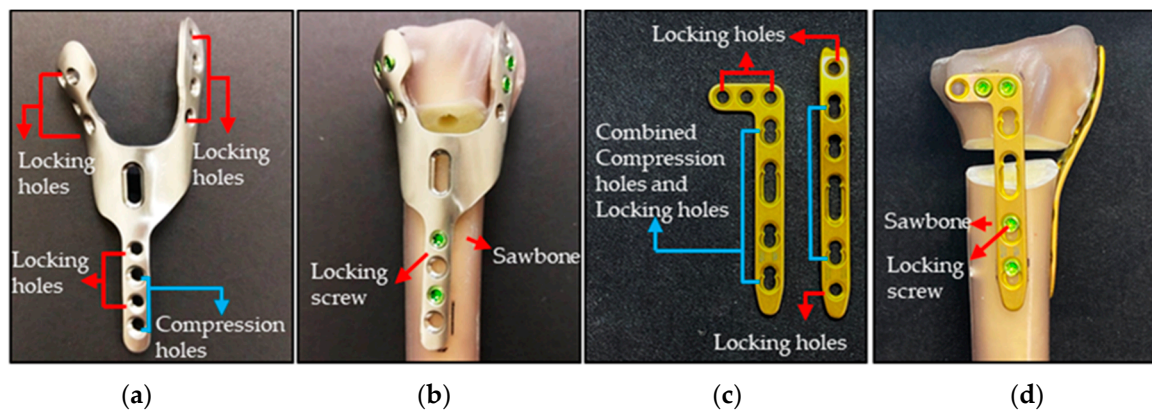 Locking
holes
Locking
holes
Locking
holes
Compression
holes
Locking
screw
Sawbone
Locking holes
Combined
Compression
holes and
Locking holes
Locking holes
Sawbone
Locking
screw
(a)
(b)
(c)
(d)